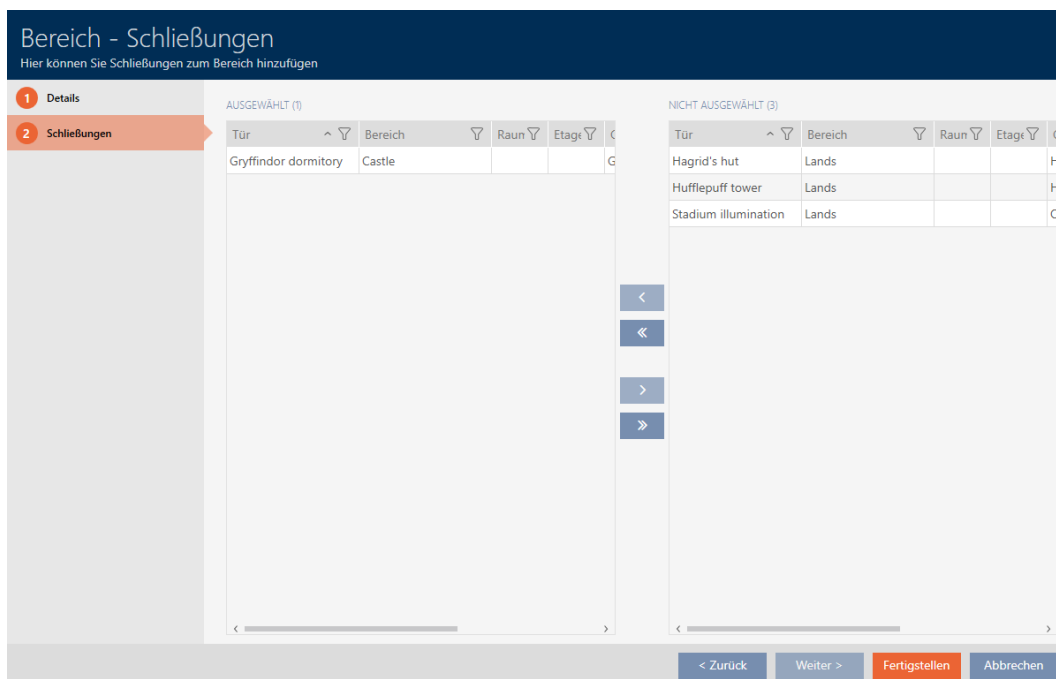 Bereich - Schließungen
Hier können Sie Schließungen zum Bereich hinzufügen
1 Details
2 Schließungen
AUSGEWÄHLT (1)
Tür Bereich Raum Etage
Gryffindor dormitory Castle G
NICHT AUSGEWÄHLT (3)
Tür Bereich Raum Etage
Hagrid's hut Lands H
Hufflepuff tower Lands H
Stadium illumination Lands
< Zurück Weiter > Fertigstellen Abbrechen